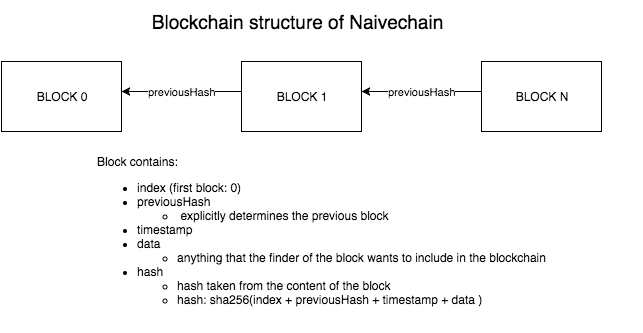 Blockchain structure of Naivechain
BLOCK 0
previousHash
BLOCK 1
previousHash
BLOCK N
Block contains:
index (first block: 0)
previousHash
explicitly determines the previous block
timestamp
data
anything that the finder of the block wants to include in the blockchain
hash
hash taken from the content of the block
hash: sha256(index + previousHash + timestamp + data )